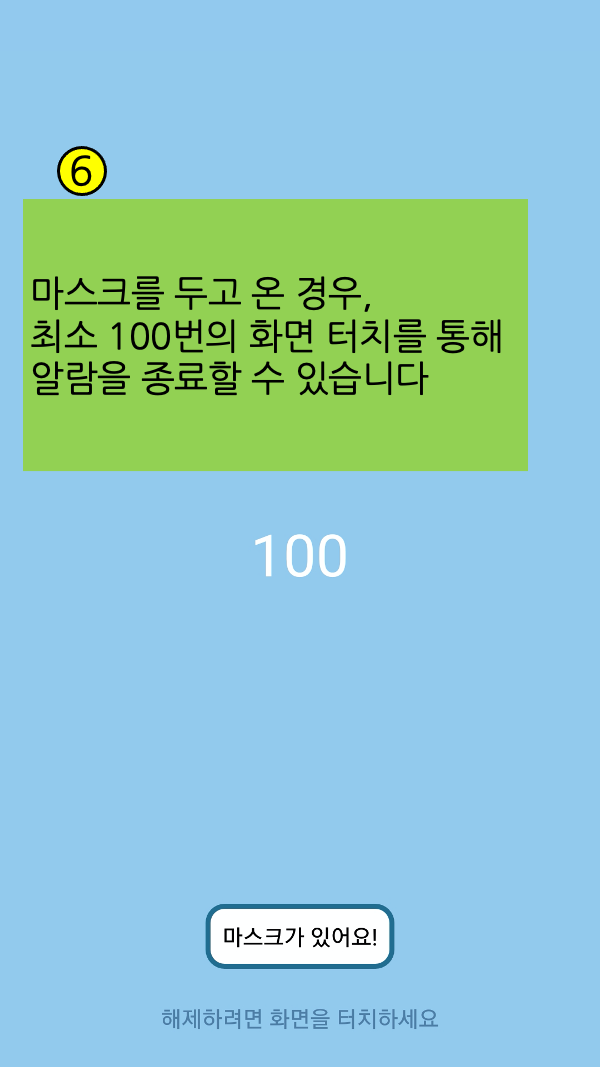 6
마스크를 두고 온 경우,
최소 100번의 화면 터치를 통해
알람을 종료할 수 있습니다
100
마스크가 있어요!
해제하려면 화면을 터치하세요